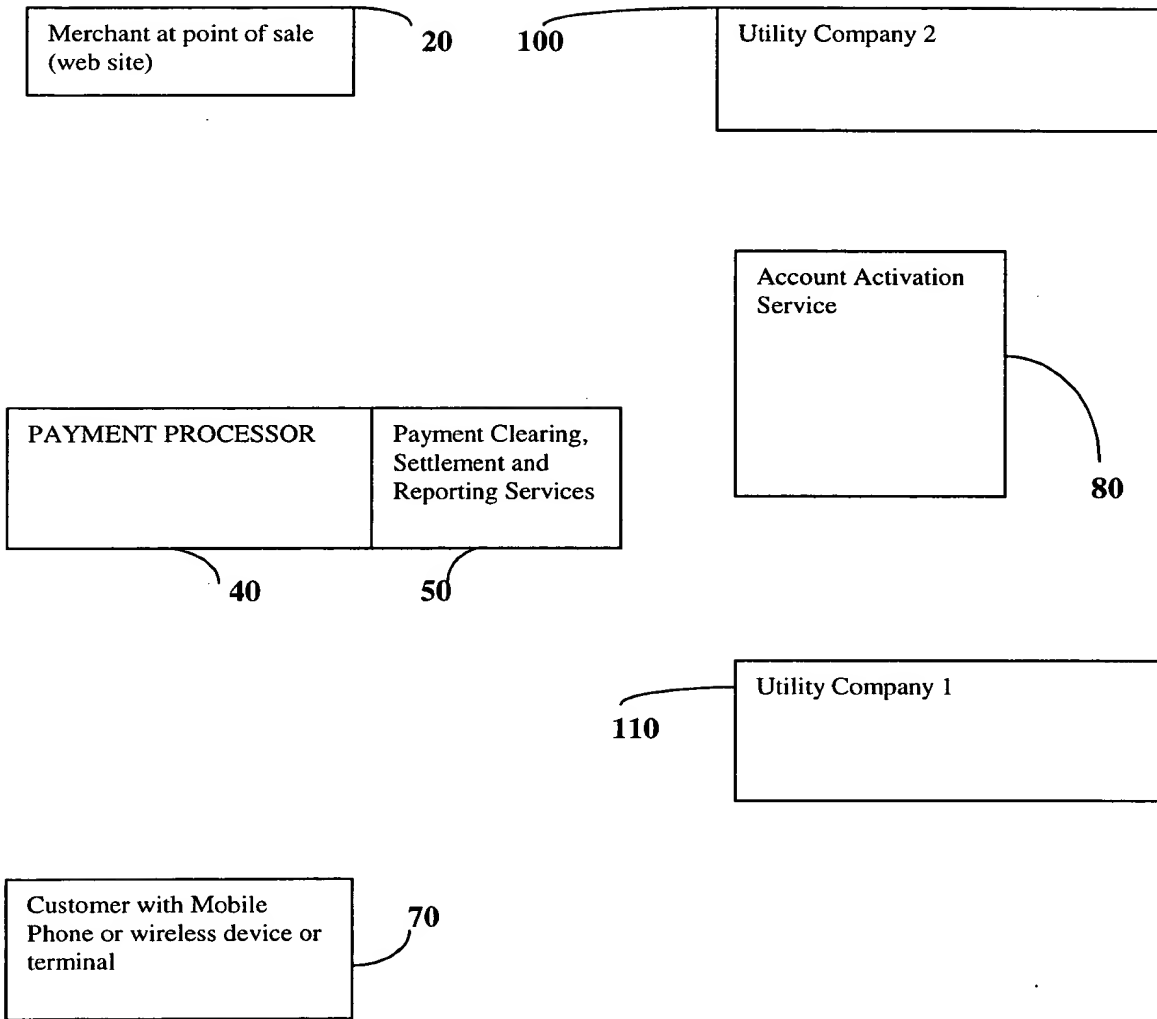 Merchant at point of sale
(web site)
20
100
Utility Company 2
Account Activation
Service
80
PAYMENT PROCESSOR
Payment Clearing,
Settlement and
Reporting Services
40
50
Utility Company 1
110
Customer with Mobile
Phone or wireless device or
terminal
70